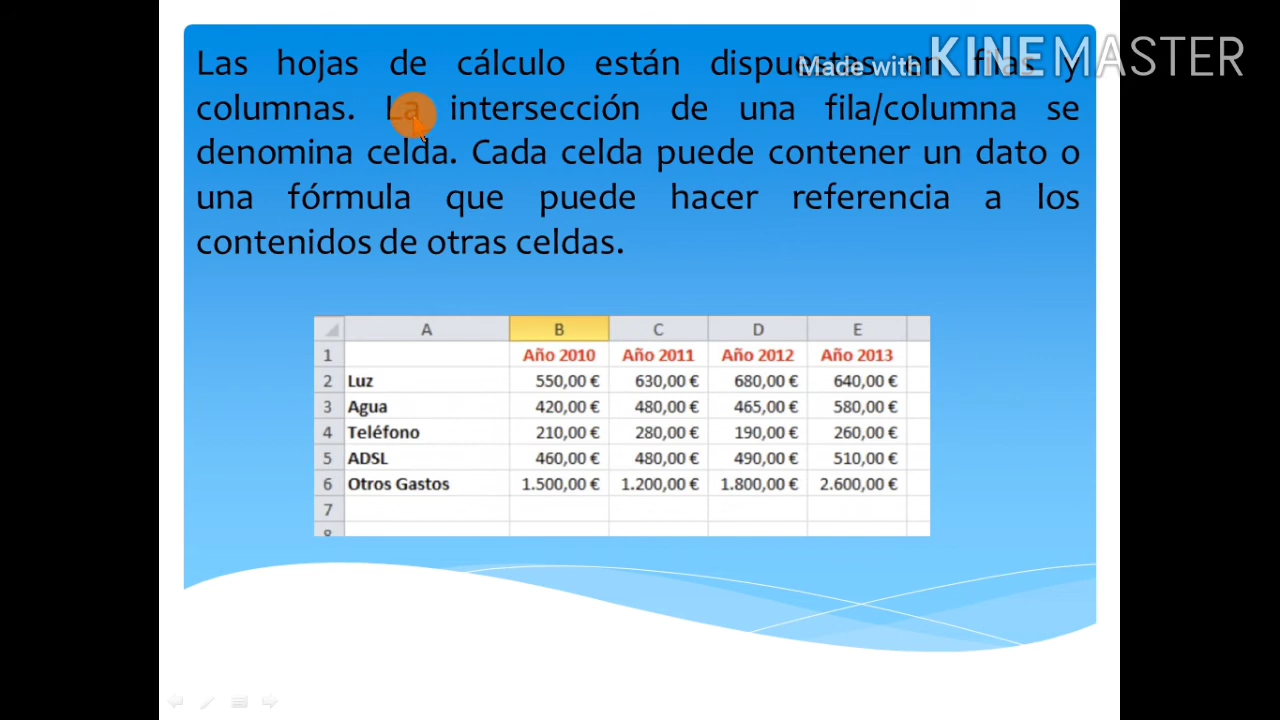 Las hojas de cálculo están dispuestas en filas y
Made with KINEMASTER
columnas. La intersección de una fila/columna se
denomina celda. Cada celda puede contener un dato o
una fórmula que puede hacer referencia a los
contenidos de otras celdas.
A B C D E
1 Año 2010 Año 2011 Año 2012 Año 2013
2 Luz 550,00 € 630,00 € 680,00 € 640,00 €
3 Agua 420,00 € 480,00 € 465,00 € 580,00 €
4 Teléfono 210,00 € 280,00 € 190,00 € 260,00 €
5 ADSL 460,00 € 480,00 € 490,00 € 510,00 €
6 Otros Gastos 1.500,00 € 1.200,00 € 1.800,00 € 2.600,00 €
7
8